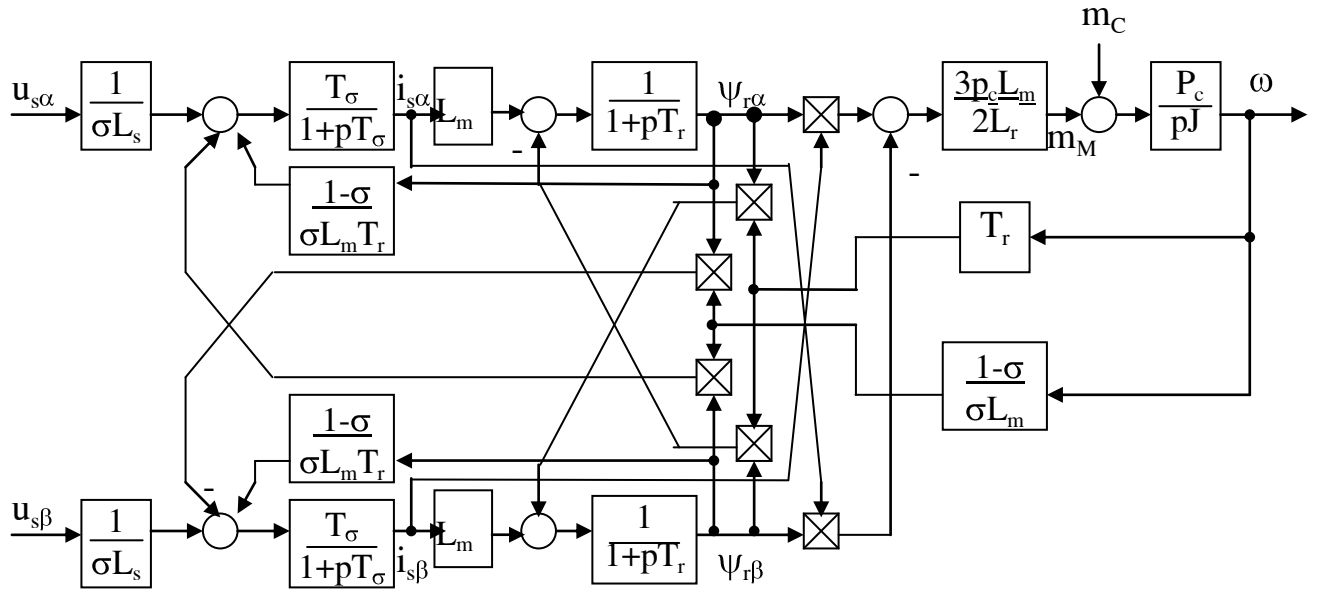 m_C
u_sα
1
σL_s
T_σ
1+pT_σ
i_sα
L_m
-
1
1+pT_r
ψ_rα
3p_cL_m
2L_r
m_M
P_c
pJ
ω
-
1-σ
σL_mT_r
T_r
1-σ
σL_m
1-σ
σL_mT_r
-
u_sβ
1
σL_s
T_σ
1+pT_σ
i_sβ
L_m
1
1+pT_r
ψ_rβ